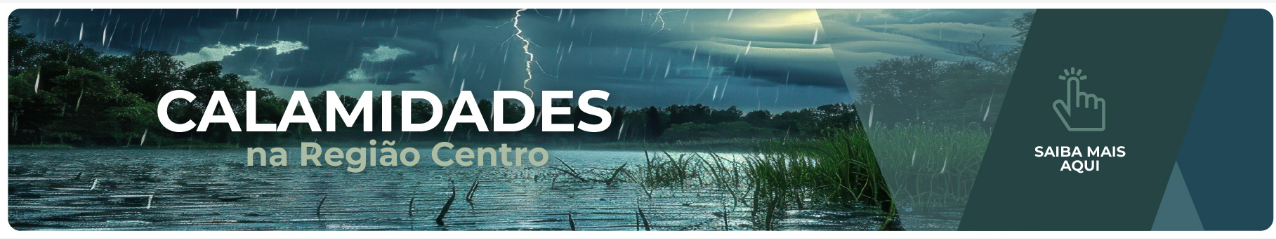 CALAMIDADES
na Região Centro
SAIBA MAIS
AQUI